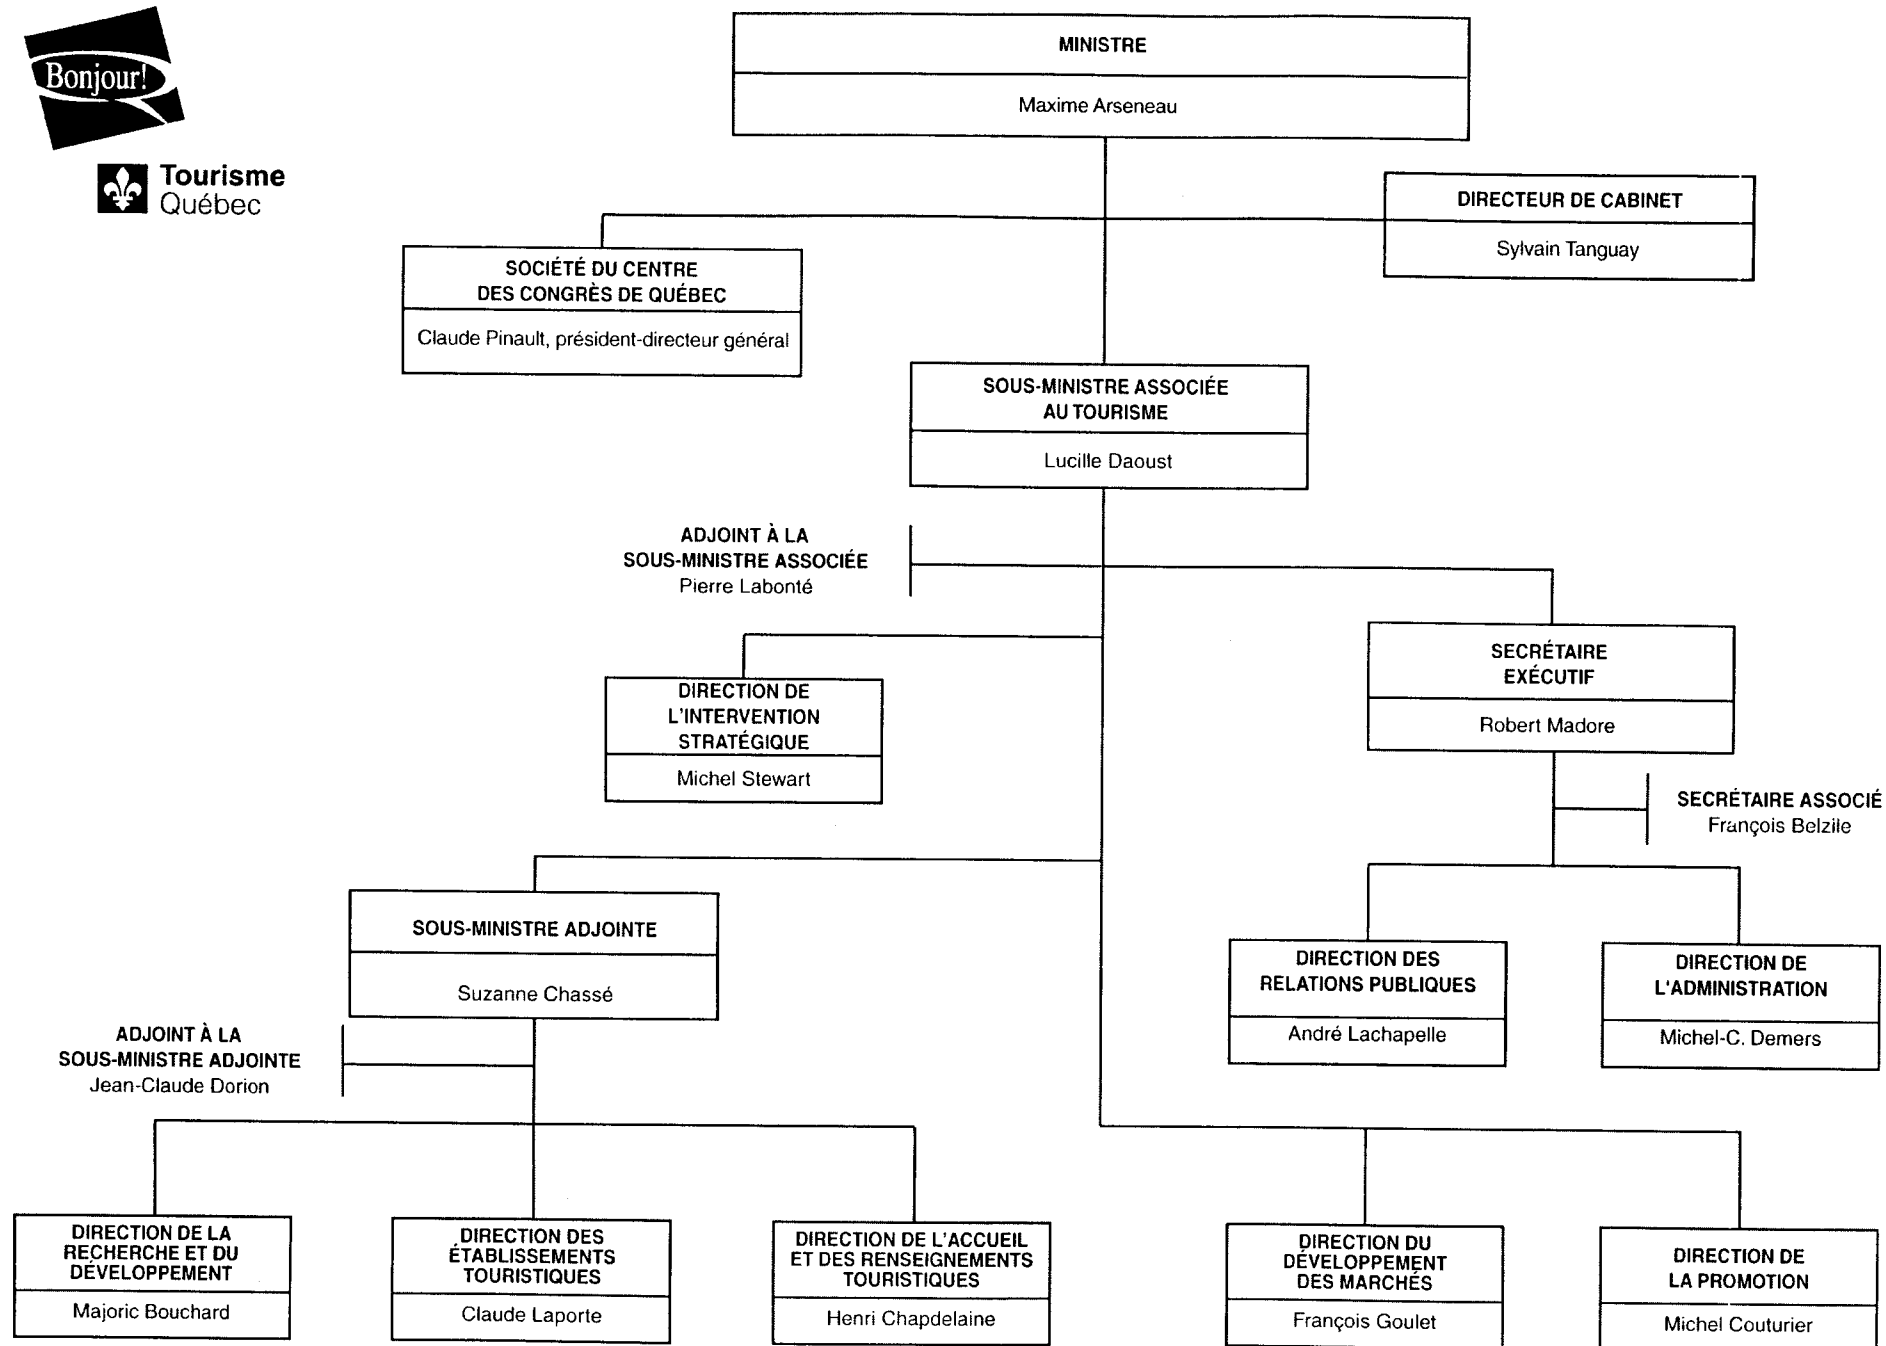 Bonjour!
Tourisme
Québec
MINISTRE
Maxime Arseneau
DIRECTEUR DE CABINET
Sylvain Tanguay
SOCIÉTÉ DU CENTRE
DES CONGRÈS DE QUÉBEC
Claude Pinault, président-directeur général
SOUS-MINISTRE ASSOCIÉE
AU TOURISME
Lucille Daoust
ADJOINT À LA
SOUS-MINISTRE ASSOCIÉE
Pierre Labonté
SECRÉTAIRE
EXÉCUTIF
Robert Madore
DIRECTION DE
L'INTERVENTION
STRATÉGIQUE
Michel Stewart
SECRÉTAIRE ASSOCIÉ
François Belzile
SOUS-MINISTRE ADJOINTE
Suzanne Chassé
DIRECTION DES
RELATIONS PUBLIQUES
André Lachapelle
DIRECTION DE
L'ADMINISTRATION
Michel-C. Demers
ADJOINT À LA
SOUS-MINISTRE ADJOINTE
Jean-Claude Dorion
DIRECTION DE LA
RECHERCHE ET DU
DÉVELOPPEMENT
Majoric Bouchard
DIRECTION DES
ÉTABLISSEMENTS
TOURISTIQUES
Claude Laporte
DIRECTION DE L'ACCUEIL
ET DES RENSEIGNEMENTS
TOURISTIQUES
Henri Chapdelaine
DIRECTION DU
DÉVELOPPEMENT
DES MARCHÉS
François Goulet
DIRECTION DE
LA PROMOTION
Michel Couturier